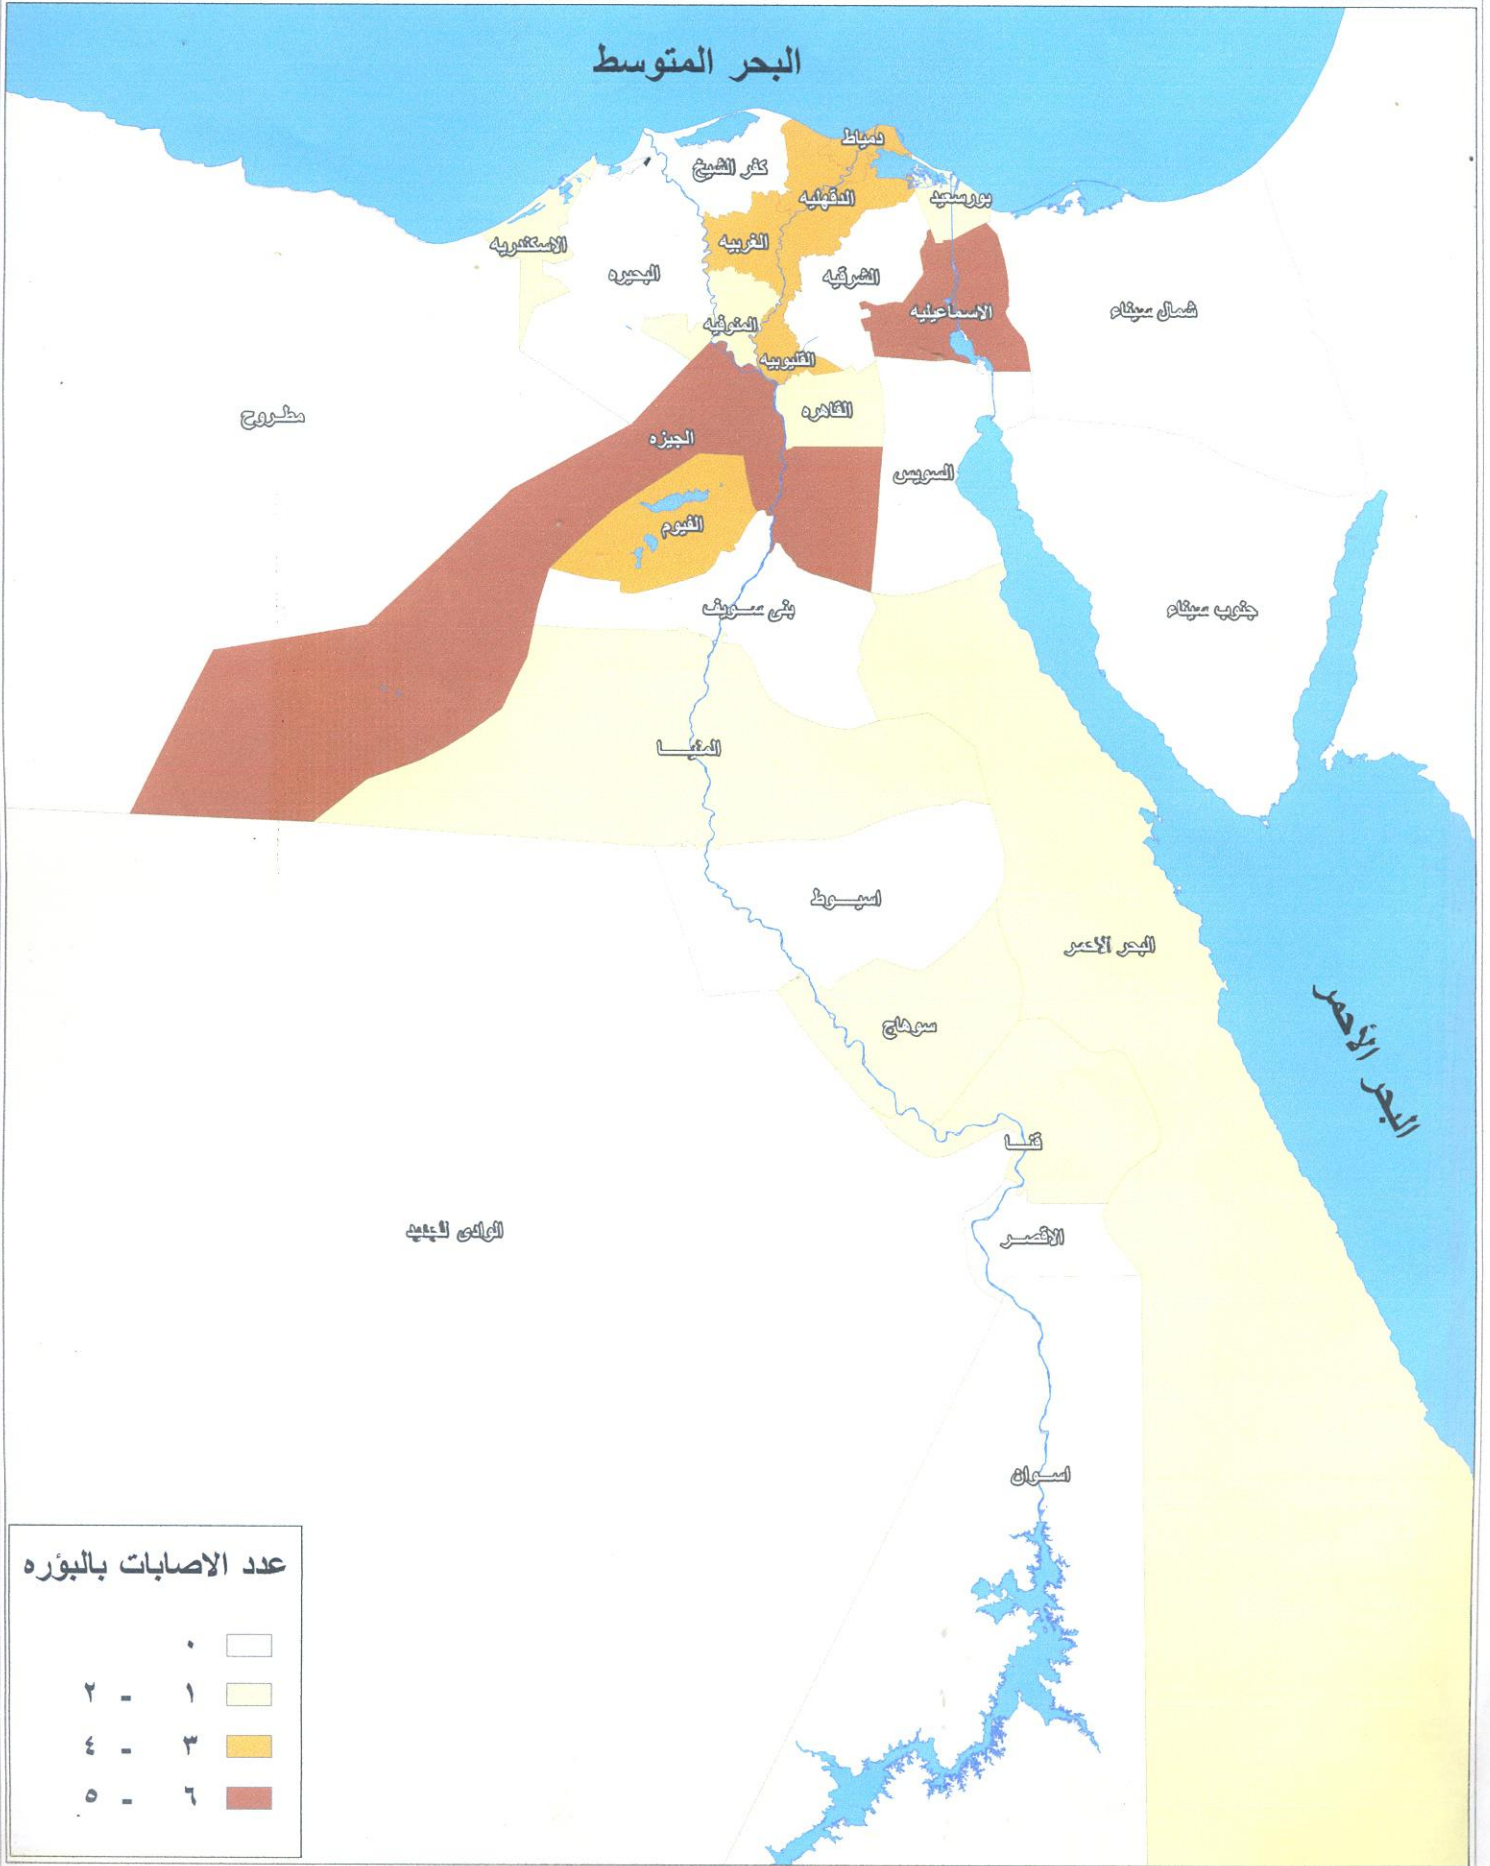 البحر المتوسط
دمياط
كفر الشيخ
الدقهليه
بورسعيد
الغربيه
الاسكندريه
البحيره
الشرقيه
المنوفيه
الاسماعيليه
شمال سيناء
القليوبيه
القاهره
مطروح
الجيزه
السويس
الفيوم
بنى سويف
جنوب سيناء
المنيا
اسيوط
البحر الأحمر
سوهاج
البحر الأحمر
قنا
الوادى الجديد
الاقصر
اسوان
عدد الاصابات بالبؤره
٠
١ - ٢
٣ - ٤
٦ - ٥